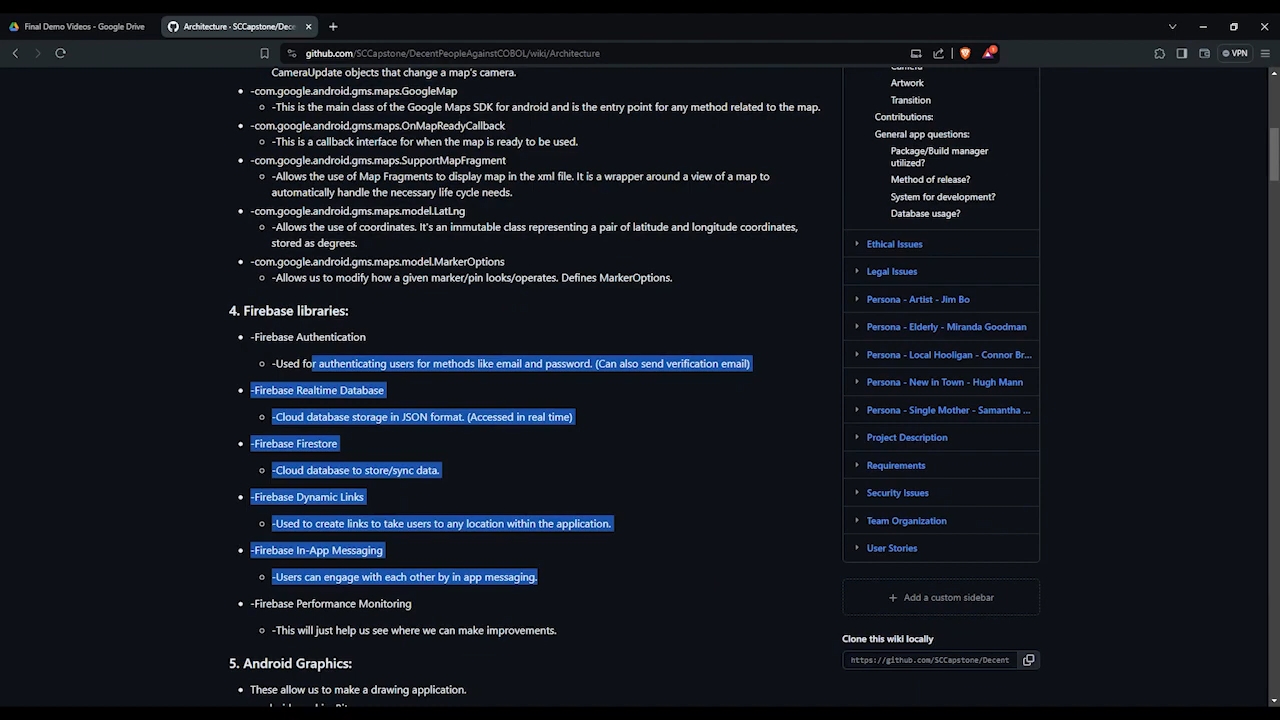 Final Demo Videos - Google Drive
Architecture · SCCapstone/Dece
github.com/SCCapstone/DecentPeopleAgainstCOBOL/wiki/Architecture
VPN
CameraUpdate objects that change a map's camera.
-com.google.android.gms.maps.GoogleMap
-This is the main class of the Google Maps SDK for android and is the entry point for any method related to the map.
-com.google.android.gms.maps.OnMapReadyCallback
-This is a callback interface for when the map is ready to be used.
-com.google.android.gms.maps.SupportMapFragment
-Allows the use of Map Fragments to display map in the xml file. It is a wrapper around a view of a map to
automatically handle the necessary life cycle needs.
-com.google.android.gms.maps.model.LatLng
-Allows the use of coordinates. It's an immutable class representing a pair of latitude and longitude coordinates,
stored as degrees.
-com.google.android.gms.maps.model.MarkerOptions
-Allows us to modify how a given marker/pin looks/operates. Defines MarkerOptions.
4. Firebase libraries:
-Firebase Authentication
-Used for authenticating users for methods like email and password. (Can also send verification email)
-Firebase Realtime Database
-Cloud database storage in JSON format. (Accessed in real time)
-Firebase Firestore
-Cloud database to store/sync data.
-Firebase Dynamic Links
-Used to create links to take users to any location within the application.
-Firebase In-App Messaging
-Users can engage with each other by in app messaging.
-Firebase Performance Monitoring
-This will just help us see where we can make improvements.
5. Android Graphics:
These allow us to make a drawing application.
Camera
Artwork
Transition
Contributions:
General app questions:
Package/Build manager
utilized?
Method of release?
System for development?
Database usage?
Ethical Issues
Legal Issues
Persona - Artist - Jim Bo
Persona - Elderly - Miranda Goodman
Persona - Local Hooligan - Connor Br...
Persona - New in Town - Hugh Mann
Persona - Single Mother - Samantha ...
Project Description
Requirements
Security Issues
Team Organization
User Stories
Add a custom sidebar
Clone this wiki locally
https://github.com/SCCapstone/Decent